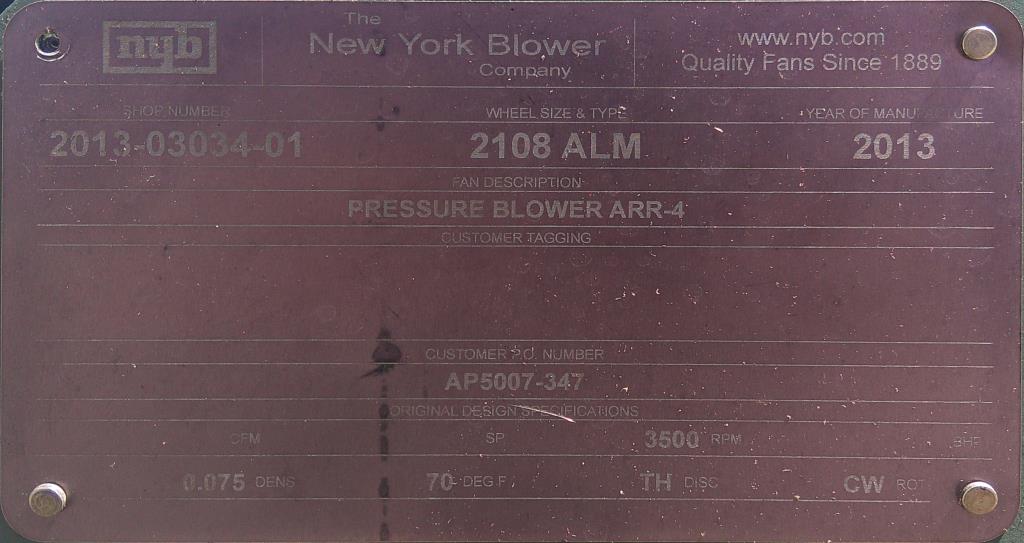 nyb
The
New York Blower
Company
www.nyb.com
Quality Fans Since 1889
SHOP NUMBER WHEEL SIZE & TYPE YEAR OF MANUFACTURE
2013-03034-01 2108 ALM 2013
FAN DESCRIPTION
PRESSURE BLOWER ARR-4
CUSTOMER TAGGING
CUSTOMER P.O. NUMBER
AP5007-347
ORIGINAL DESIGN SPECIFICATIONS
CFM SP 3500 RPM BHP
0.075 DENS 70 DEG F TH DISC CW ROT